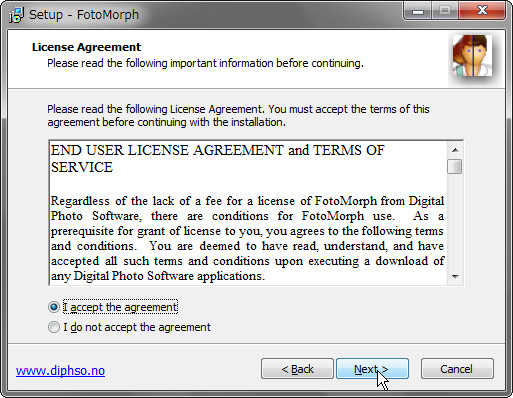 Setup - FotoMorph
License Agreement
Please read the following important information before continuing.
Please read the following License Agreement. You must accept the terms of this
agreement before continuing with the installation.
END USER LICENSE AGREEMENT and TERMS OF
SERVICE
Regardless of the lack of a fee for a license of FotoMorph from Digital
Photo Software, there are conditions for FotoMorph use. As a
prerequisite for grant of license to you, you agrees to the following terms
and conditions. You are deemed to have read, understand, and have
accepted all such terms and conditions upon executing a download of
any Digital Photo Software applications.
I accept the agreement
I do not accept the agreement
www.diphso.no
< Back
Next >
Cancel